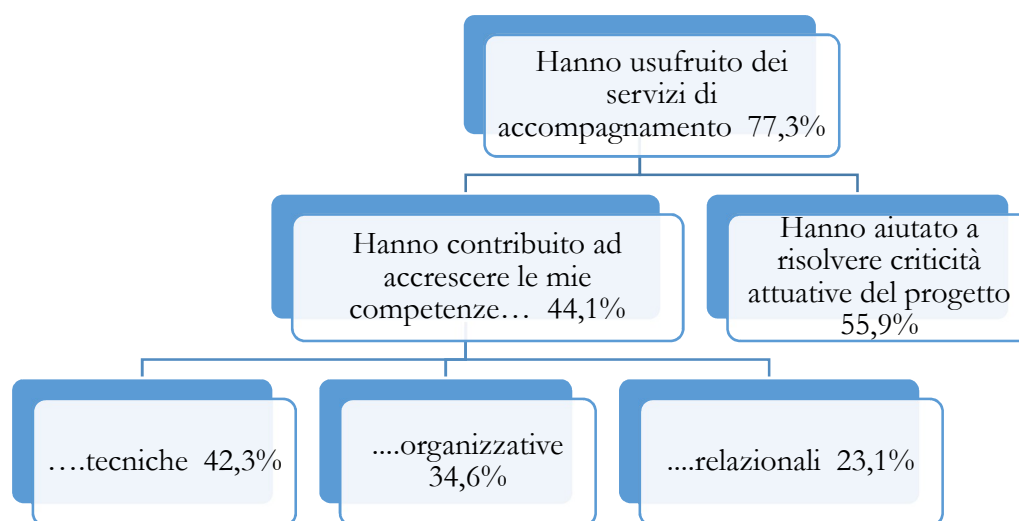 Hanno usufruito dei
servizi di
accompagnamento 77,3%
Hanno contribuito ad
accrescere le mie
competenze… 44,1%
Hanno aiutato a
risolvere criticità
attuative del progetto
55,9%
….tecniche 42,3%
....organizzative
34,6%
....relazionali 23,1%